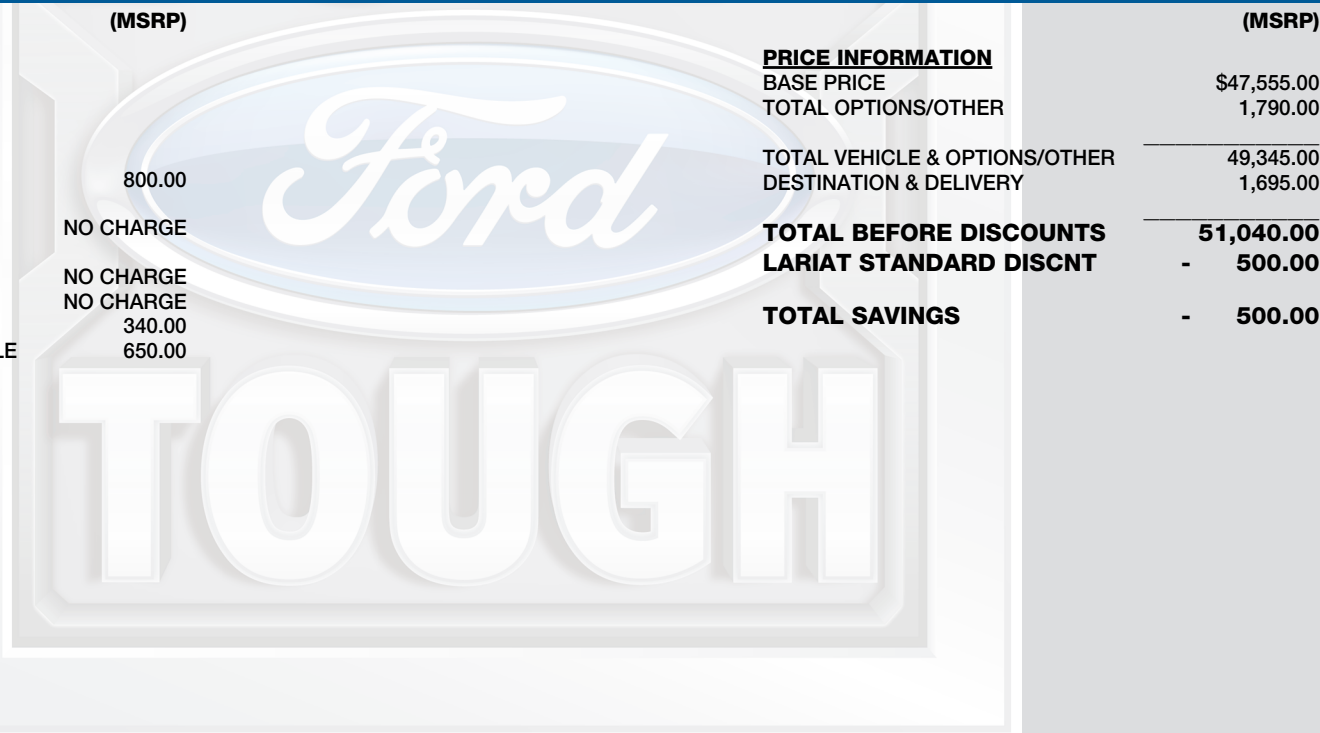 (MSRP)
800.00
NO CHARGE
NO CHARGE
NO CHARGE
340.00
LE 650.00
(MSRP)
PRICE INFORMATION
BASE PRICE $47,555.00
TOTAL OPTIONS/OTHER 1,790.00
TOTAL VEHICLE & OPTIONS/OTHER 49,345.00
DESTINATION & DELIVERY 1,695.00
TOTAL BEFORE DISCOUNTS 51,040.00
LARIAT STANDARD DISCNT - 500.00
TOTAL SAVINGS - 500.00
Ford
TOUGH